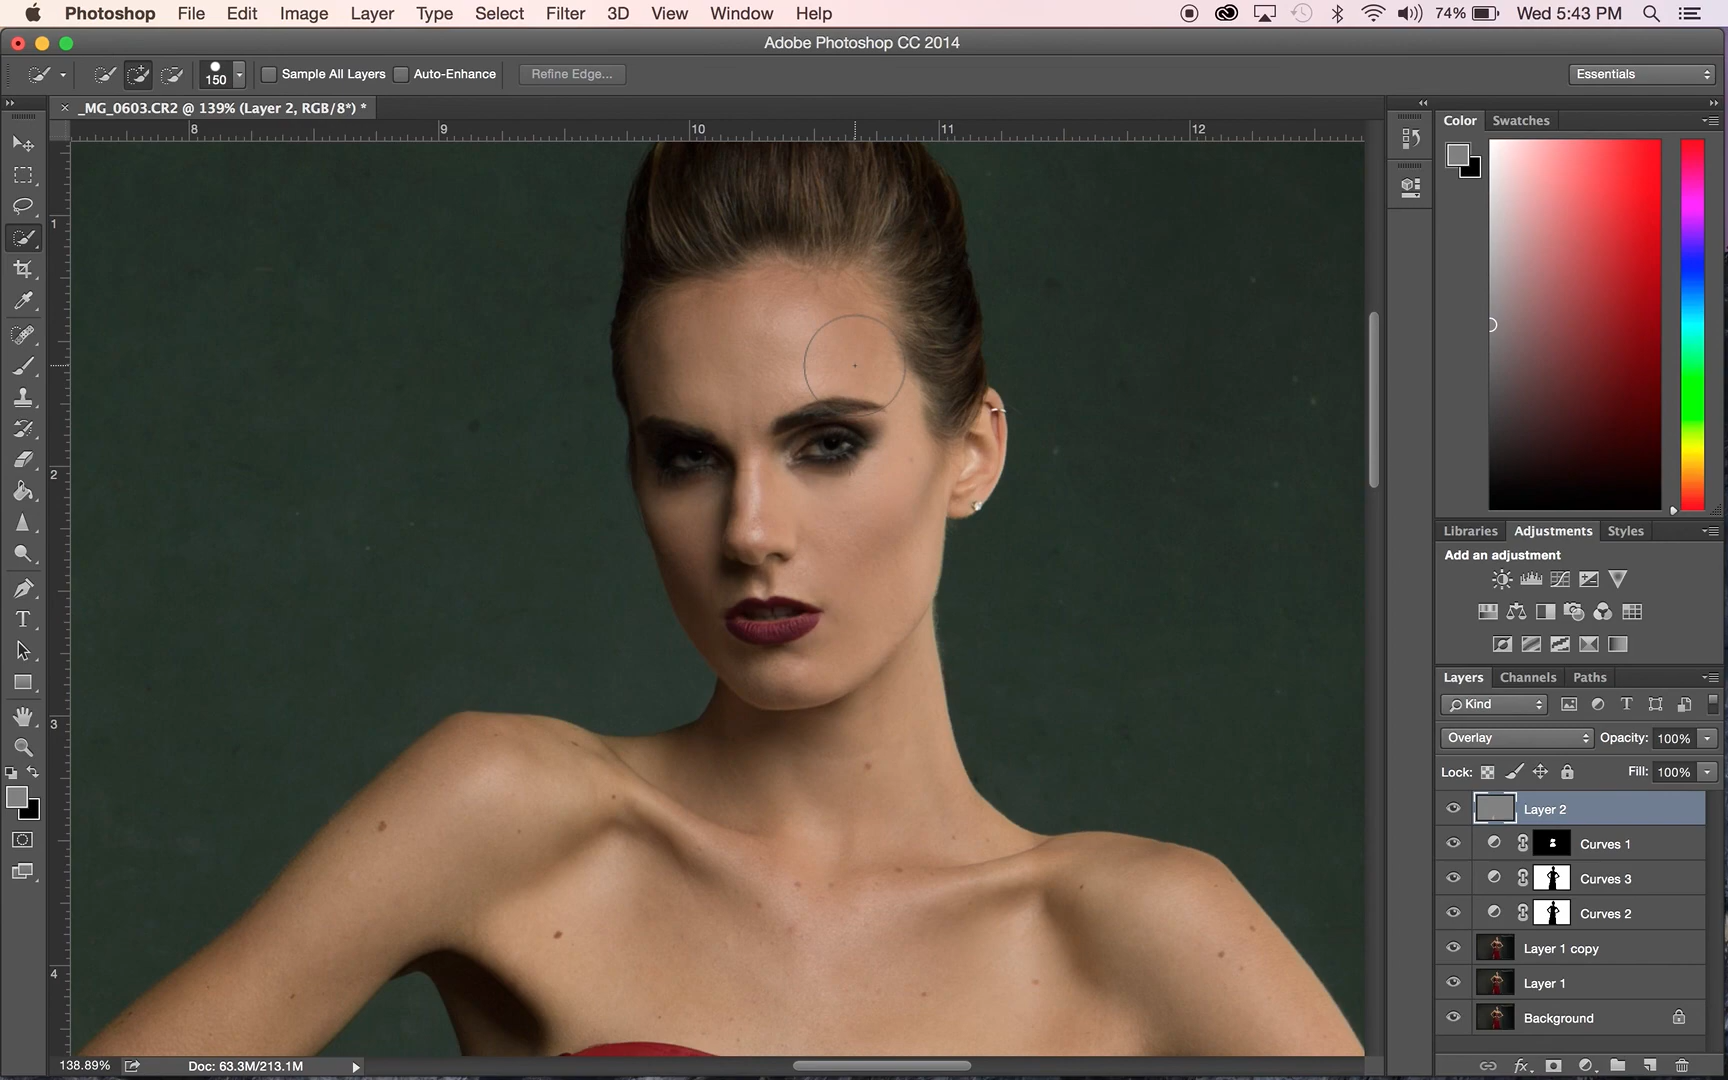 Photoshop File Edit Image Layer Type Select Filter 3D View Window Help 74% Wed 5:43 PM
Adobe Photoshop CC 2014
150 Sample All Layers Auto-Enhance Refine Edge... Essentials
_MG_0603.CR2 @ 139% (Layer 2, RGB/8*) *
8 9 10 11 12
1
2
3
4
Color Swatches
Libraries Adjustments Styles
Add an adjustment
Layers Channels Paths
Kind
Overlay Opacity: 100%
Lock: Fill: 100%
Layer 2
Curves 1
Curves 3
Curves 2
Layer 1 copy
Layer 1
Background
138.89% Doc: 63.3M/213.1M